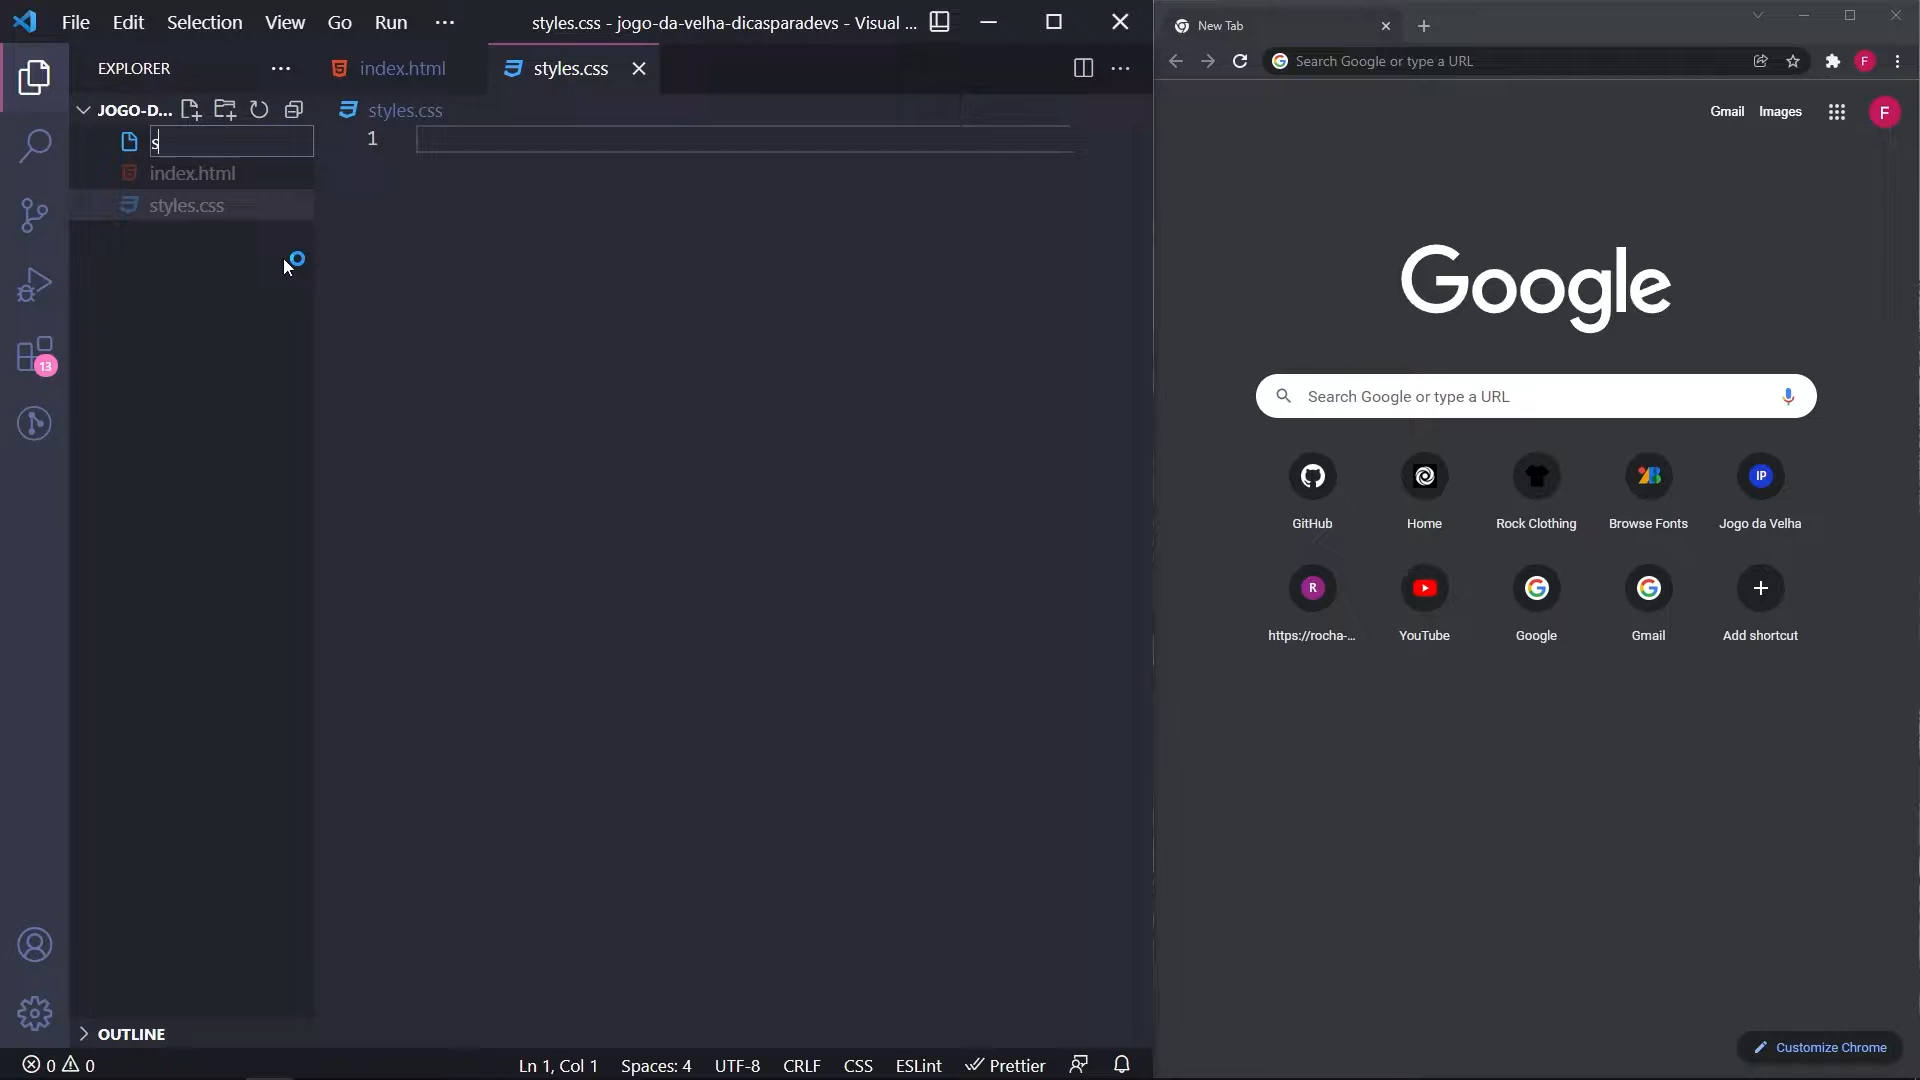 File Edit Selection View Go Run ···
styles.css - jogo-da-velha-dicasparadevs - Visual ...
EXPLORER
JOGO-D...
s
index.html
styles.css
13
OUTLINE
index.html
styles.css
styles.css
1
0 0
Ln 1, Col 1 Spaces: 4 UTF-8 CRLF CSS ESLint Prettier
New Tab
Search Google or type a URL
F
Gmail Images
F
Google
Search Google or type a URL
GitHub Home Rock Clothing Browse Fonts IP Jogo da Velha
R https://rocha-... YouTube Google Gmail Add shortcut
Customize Chrome